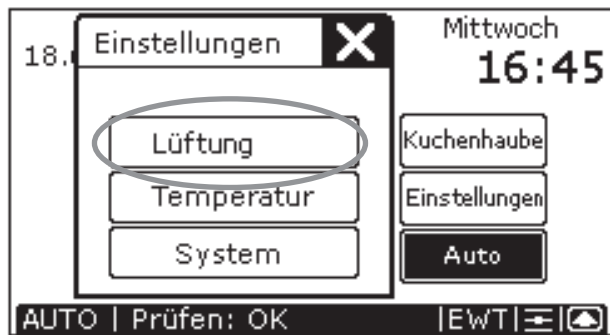 Einstellungen X
Mittwoch
18.
16:45
Lüftung
Kuchenhaube
Temperatur
Einstellungen
System
Auto
AUTO | Prüfen: OK |EWT|